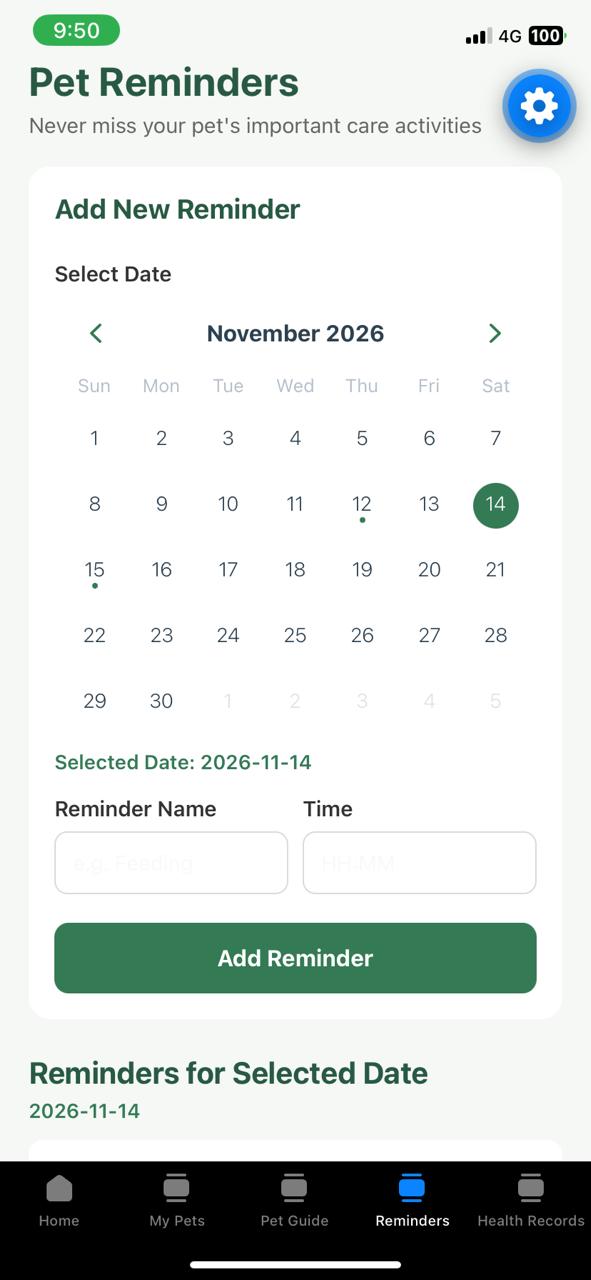 9:50
4G 100
Pet Reminders
Never miss your pet's important care activities
Add New Reminder
Select Date
November 2026
Sun Mon Tue Wed Thu Fri Sat
1 2 3 4 5 6 7
8 9 10 11 12 13 14
15 16 17 18 19 20 21
22 23 24 25 26 27 28
29 30 1 2 3 4 5
Selected Date: 2026-11-14
Reminder Name Time
e.g. Feeding HH:MM
Add Reminder
Reminders for Selected Date
2026-11-14
Home My Pets Pet Guide Reminders Health Records